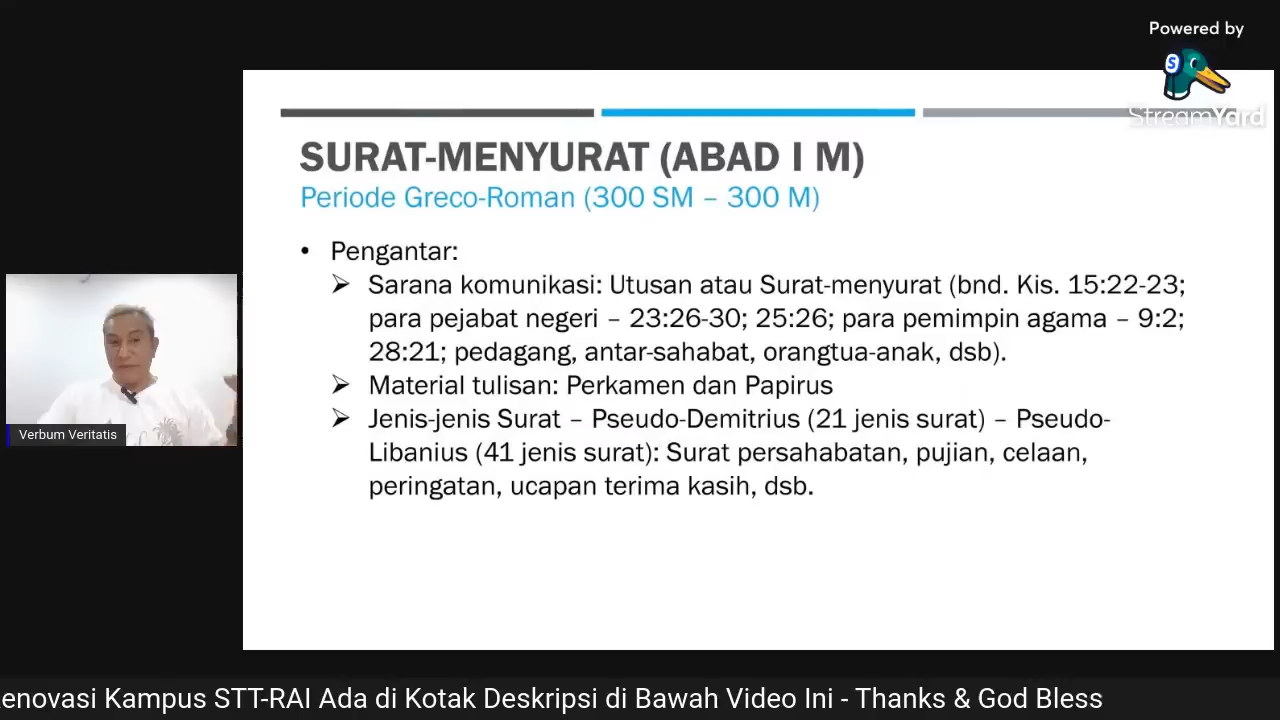 Powered by
S
StreamYard
SURAT-MENYURAT (ABAD I M)
Periode Greco-Roman (300 SM – 300 M)
• Pengantar:
➢ Sarana komunikasi: Utusan atau Surat-menyurat (bnd. Kis. 15:22-23;
para pejabat negeri – 23:26-30; 25:26; para pemimpin agama – 9:2;
28:21; pedagang, antar-sahabat, orangtua-anak, dsb).
➢ Material tulisan: Perkamen dan Papirus
➢ Jenis-jenis Surat – Pseudo-Demitrius (21 jenis surat) – Pseudo-
Libanius (41 jenis surat): Surat persahabatan, pujian, celaan,
peringatan, ucapan terima kasih, dsb.
Verbum Veritatis
enovasi Kampus STT-RAI Ada di Kotak Deskripsi di Bawah Video Ini - Thanks & God Bless